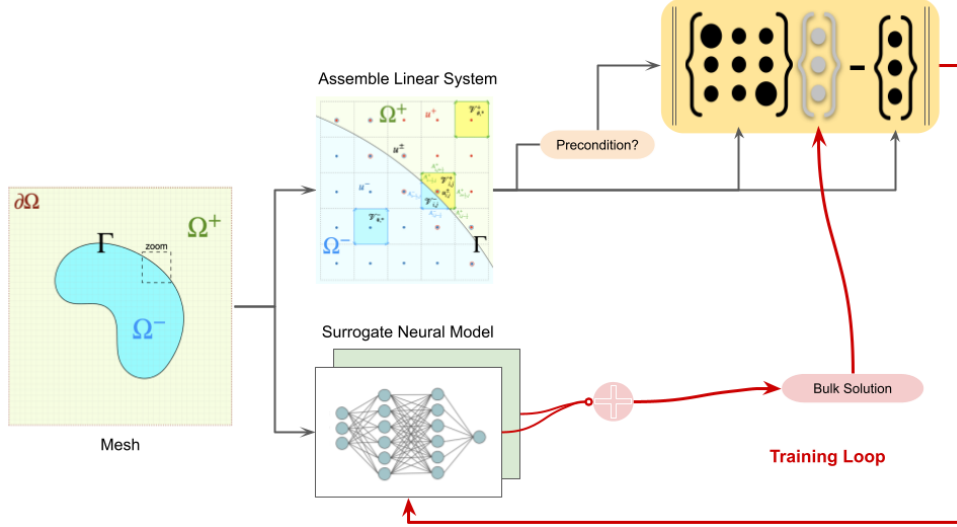 Assemble Linear System
Ω⁺
u⁺
u±
Precondition?
∂Ω
Ω⁺
Γ
zoom
u⁻
Ω⁻
Γ
Ω⁻
Surrogate Neural Model
Bulk Solution
Mesh
Training Loop